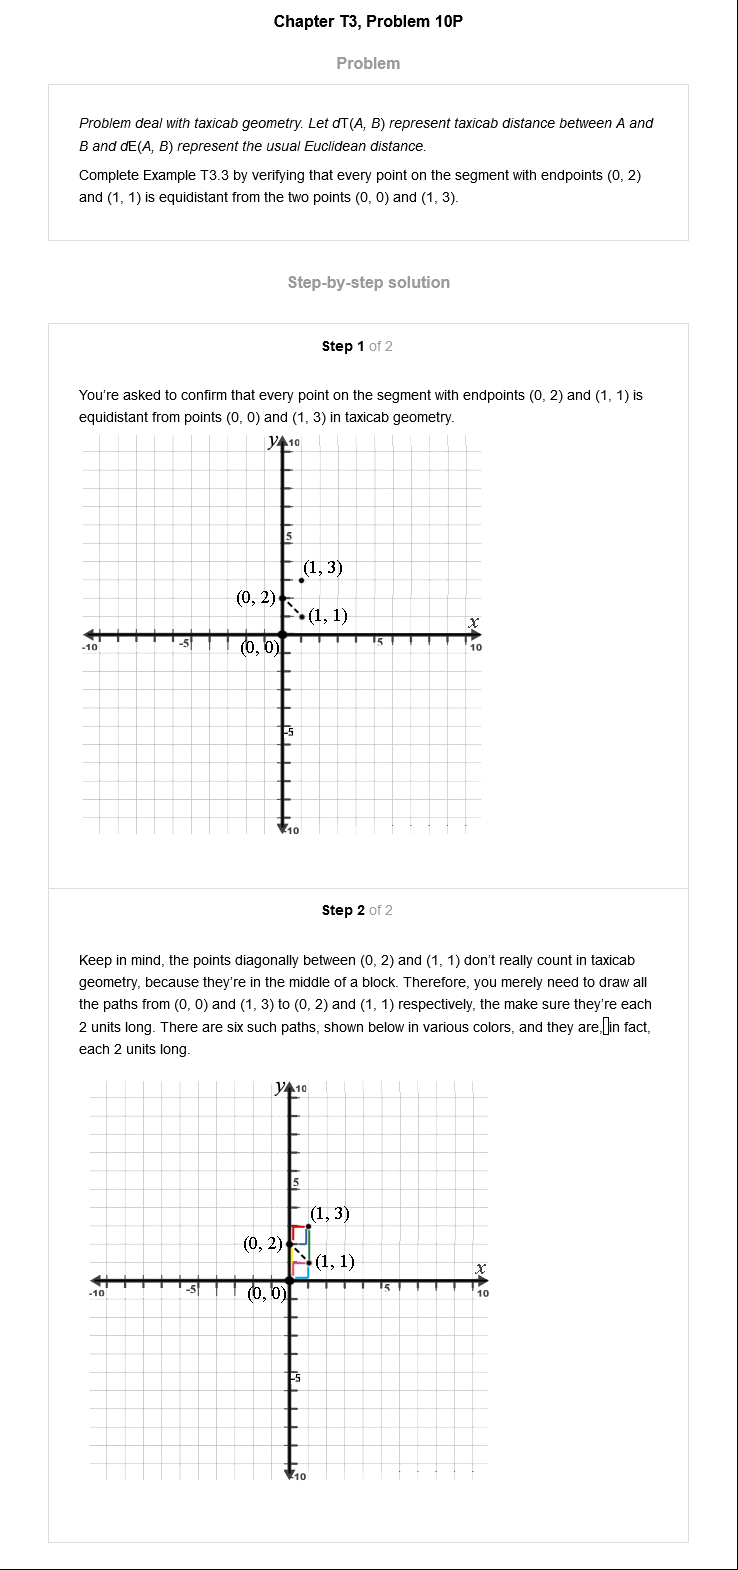 Chapter T3, Problem 10P
Problem
Problem deal with taxicab geometry. Let dT(A, B) represent taxicab distance between A and
B and dE(A, B) represent the usual Euclidean distance.
Complete Example T3.3 by verifying that every point on the segment with endpoints (0, 2)
and (1, 1) is equidistant from the two points (0, 0) and (1, 3).
Step-by-step solution
Step 1 of 2
You're asked to confirm that every point on the segment with endpoints (0, 2) and (1, 1) is
equidistant from points (0, 0) and (1, 3) in taxicab geometry.
y 10
5
(1, 3)
(0, 2)
(1, 1)
x
-10 -5 (0, 0) 5 10
-5
-10
Step 2 of 2
Keep in mind, the points diagonally between (0, 2) and (1, 1) don't really count in taxicab
geometry, because they're in the middle of a block. Therefore, you merely need to draw all
the paths from (0, 0) and (1, 3) to (0, 2) and (1, 1) respectively, the make sure they're each
2 units long. There are six such paths, shown below in various colors, and they are, in fact,
each 2 units long.
y 10
5
(1, 3)
(0, 2)
(1, 1)
x
-10 -5 (0, 0) 5 10
-5
-10